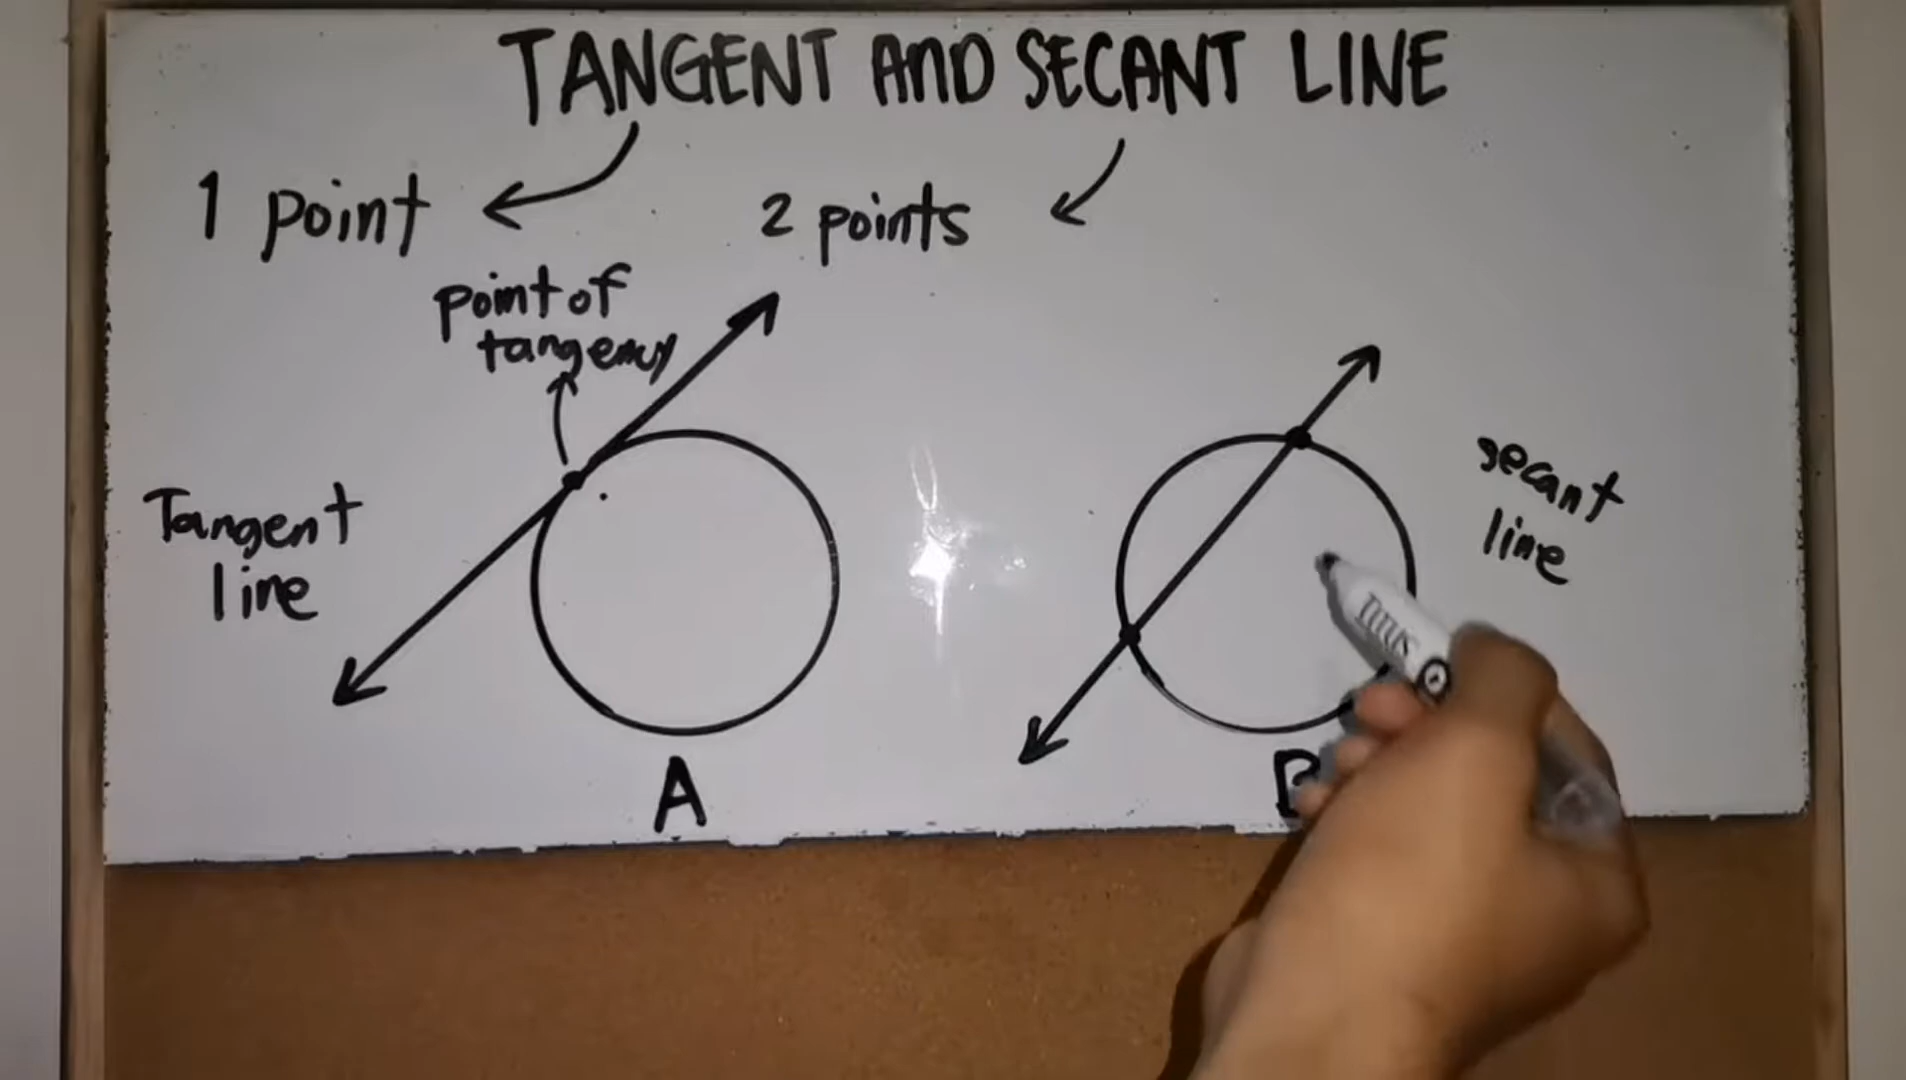 TANGENT AND SECANT LINE
1 point
2 points
point of
tangency
Tangent
line
secant
line
A
B